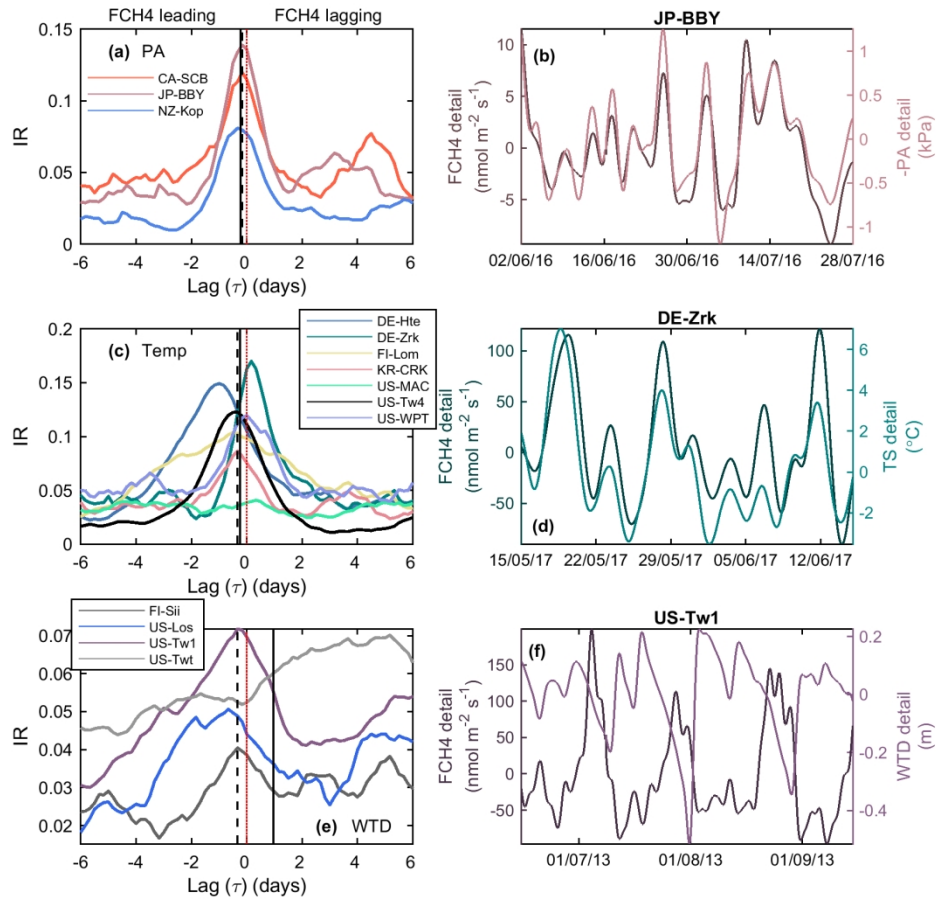 FCH4 leading FCH4 lagging
(a) PA
CA-SCB
JP-BBY
NZ-Kop
0.15
0.1
0.05
0
IR
-6 -4 -2 0 2 4 6
Lag (τ) (days)
JP-BBY
(b)
10
5
0
-5
FCH4 detail
(nmol m⁻² s⁻¹)
1
0.5
0
-0.5
-1
-PA detail
(kPa)
02/06/16 16/06/16 30/06/16 14/07/16 28/07/16
(c) Temp
DE-Hte
DE-Zrk
FI-Lom
KR-CRK
US-MAC
US-Tw4
US-WPT
0.2
0.15
0.1
0.05
0
IR
-6 -4 -2 0 2 4 6
Lag (τ) (days)
DE-Zrk
(d)
100
50
0
-50
FCH4 detail
(nmol m⁻² s⁻¹)
6
4
2
0
-2
TS detail
(°C)
15/05/17 22/05/17 29/05/17 05/06/17 12/06/17
FI-Sii
US-Los
US-Tw1
US-Twt
0.07
0.06
0.05
0.04
0.03
0.02
IR
(e) WTD
-6 -4 -2 0 2 4 6
Lag (τ) (days)
US-Tw1
(f)
150
100
50
0
-50
FCH4 detail
(nmol m⁻² s⁻¹)
0.2
0
-0.2
-0.4
WTD detail
(m)
01/07/13 01/08/13 01/09/13